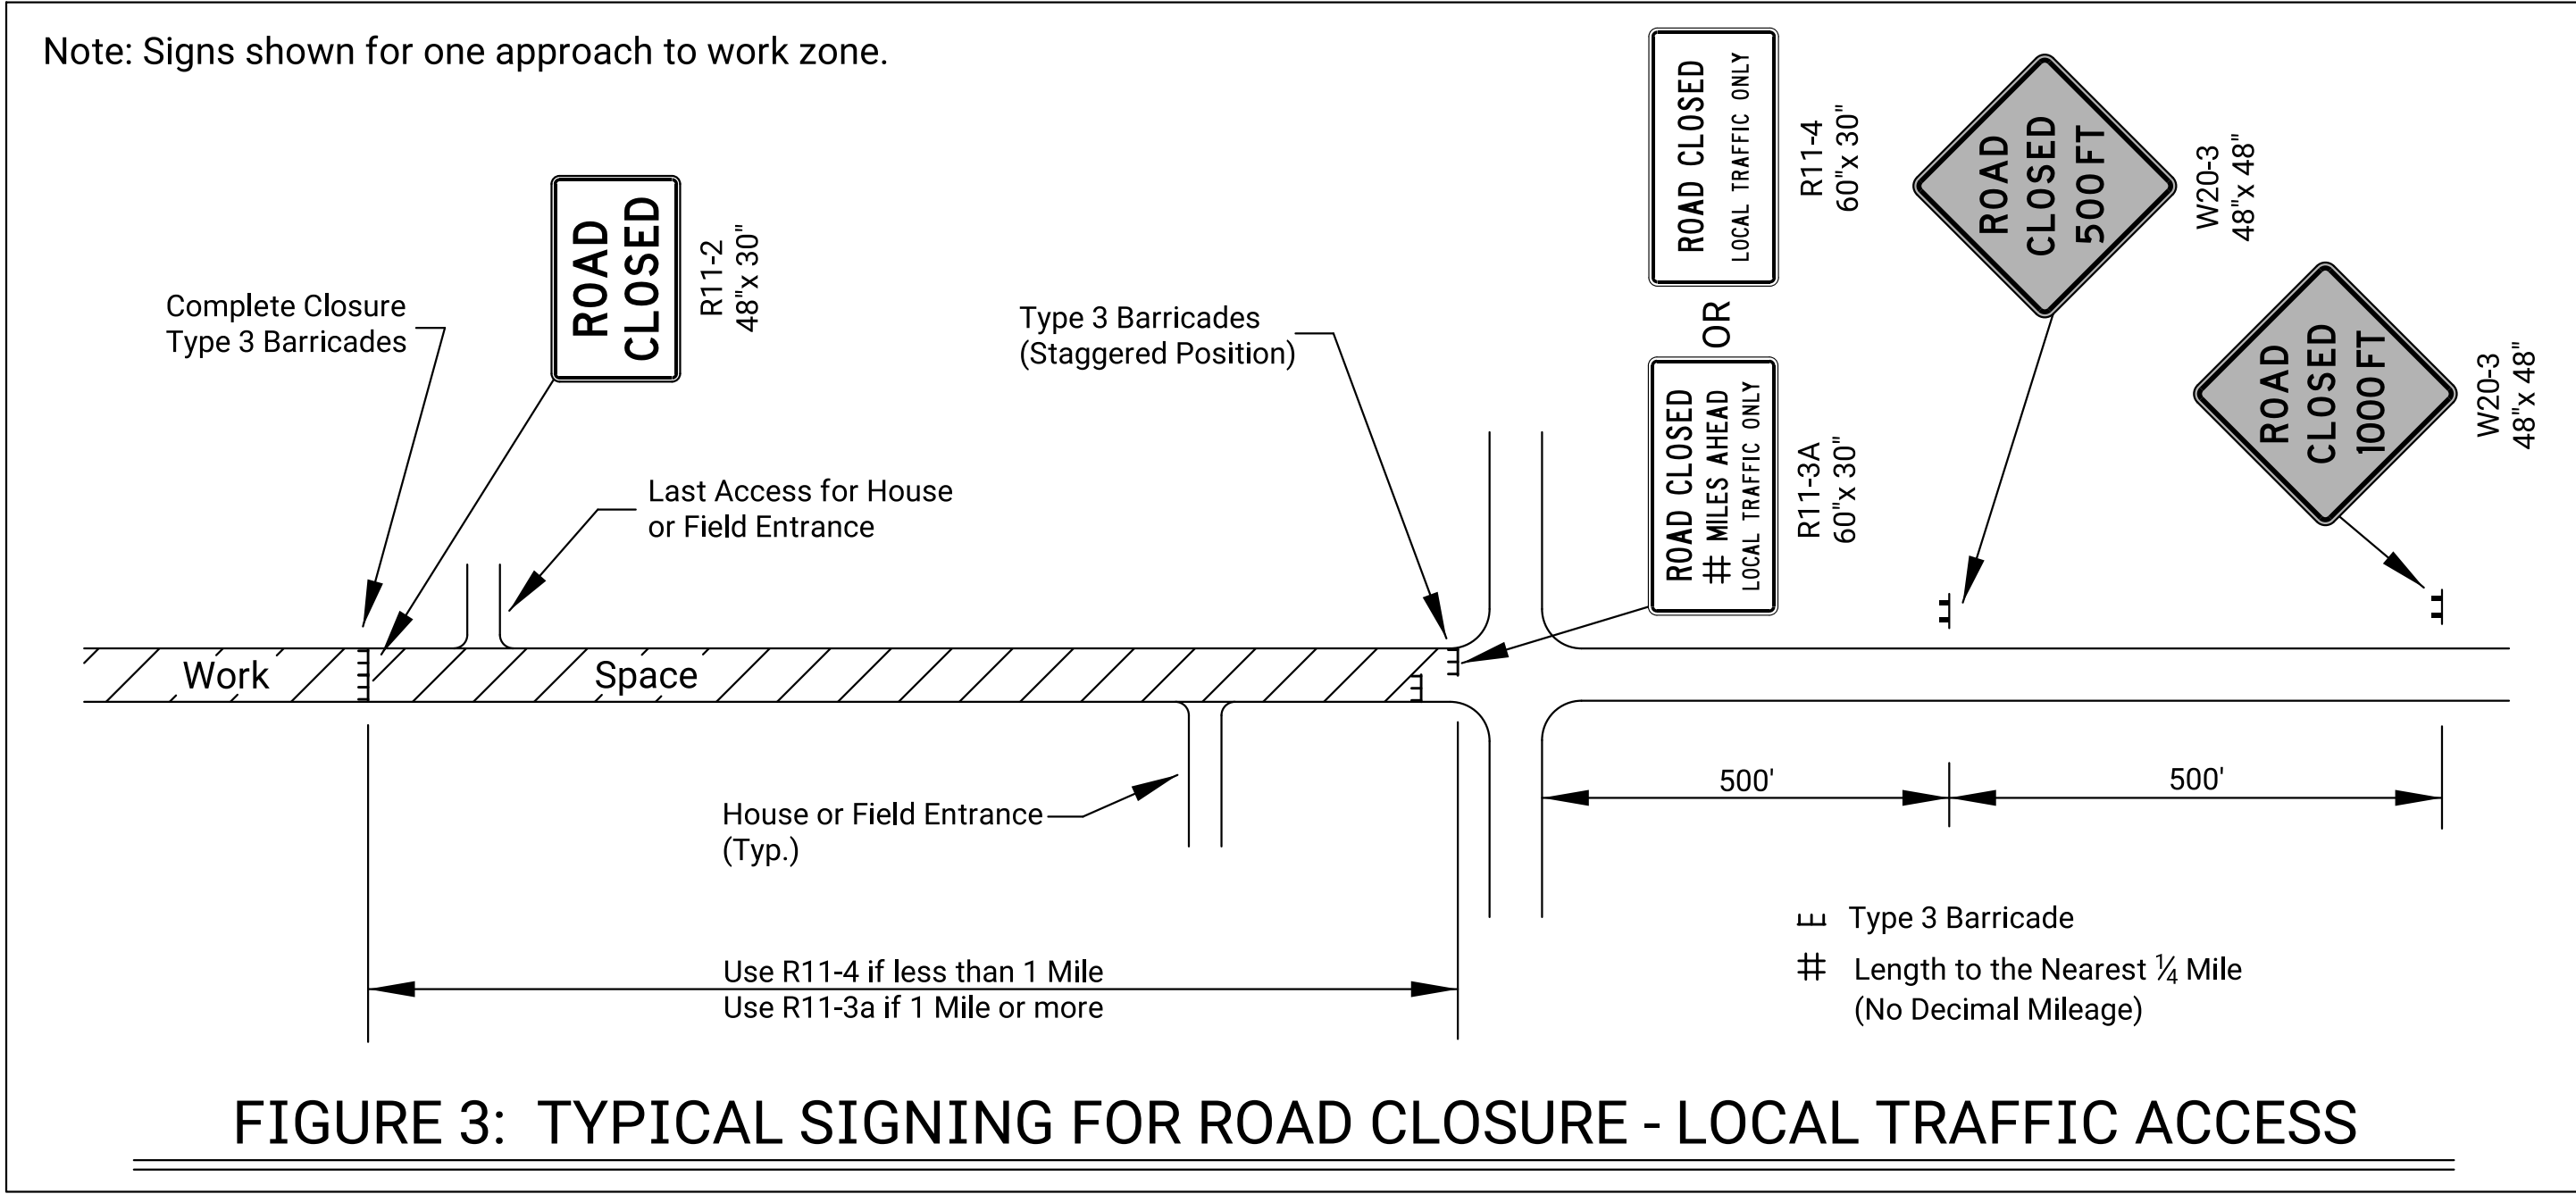 Note: Signs shown for one approach to work zone.
Complete Closure
Type 3 Barricades
ROAD
CLOSED
R11-2
48"x 30"
Last Access for House
or Field Entrance
Type 3 Barricades
(Staggered Position)
ROAD CLOSED
LOCAL TRAFFIC ONLY
R11-4
60"x 30"
OR
ROAD CLOSED
# MILES AHEAD
LOCAL TRAFFIC ONLY
R11-3A
60"x 30"
ROAD
CLOSED
500FT
W20-3
48"x 48"
ROAD
CLOSED
1000FT
W20-3
48"x 48"
Work
Space
House or Field Entrance
(Typ.)
500'
500'
Use R11-4 if less than 1 Mile
Use R11-3a if 1 Mile or more
Type 3 Barricade
# Length to the Nearest ¼ Mile
(No Decimal Mileage)
FIGURE 3: TYPICAL SIGNING FOR ROAD CLOSURE - LOCAL TRAFFIC ACCESS